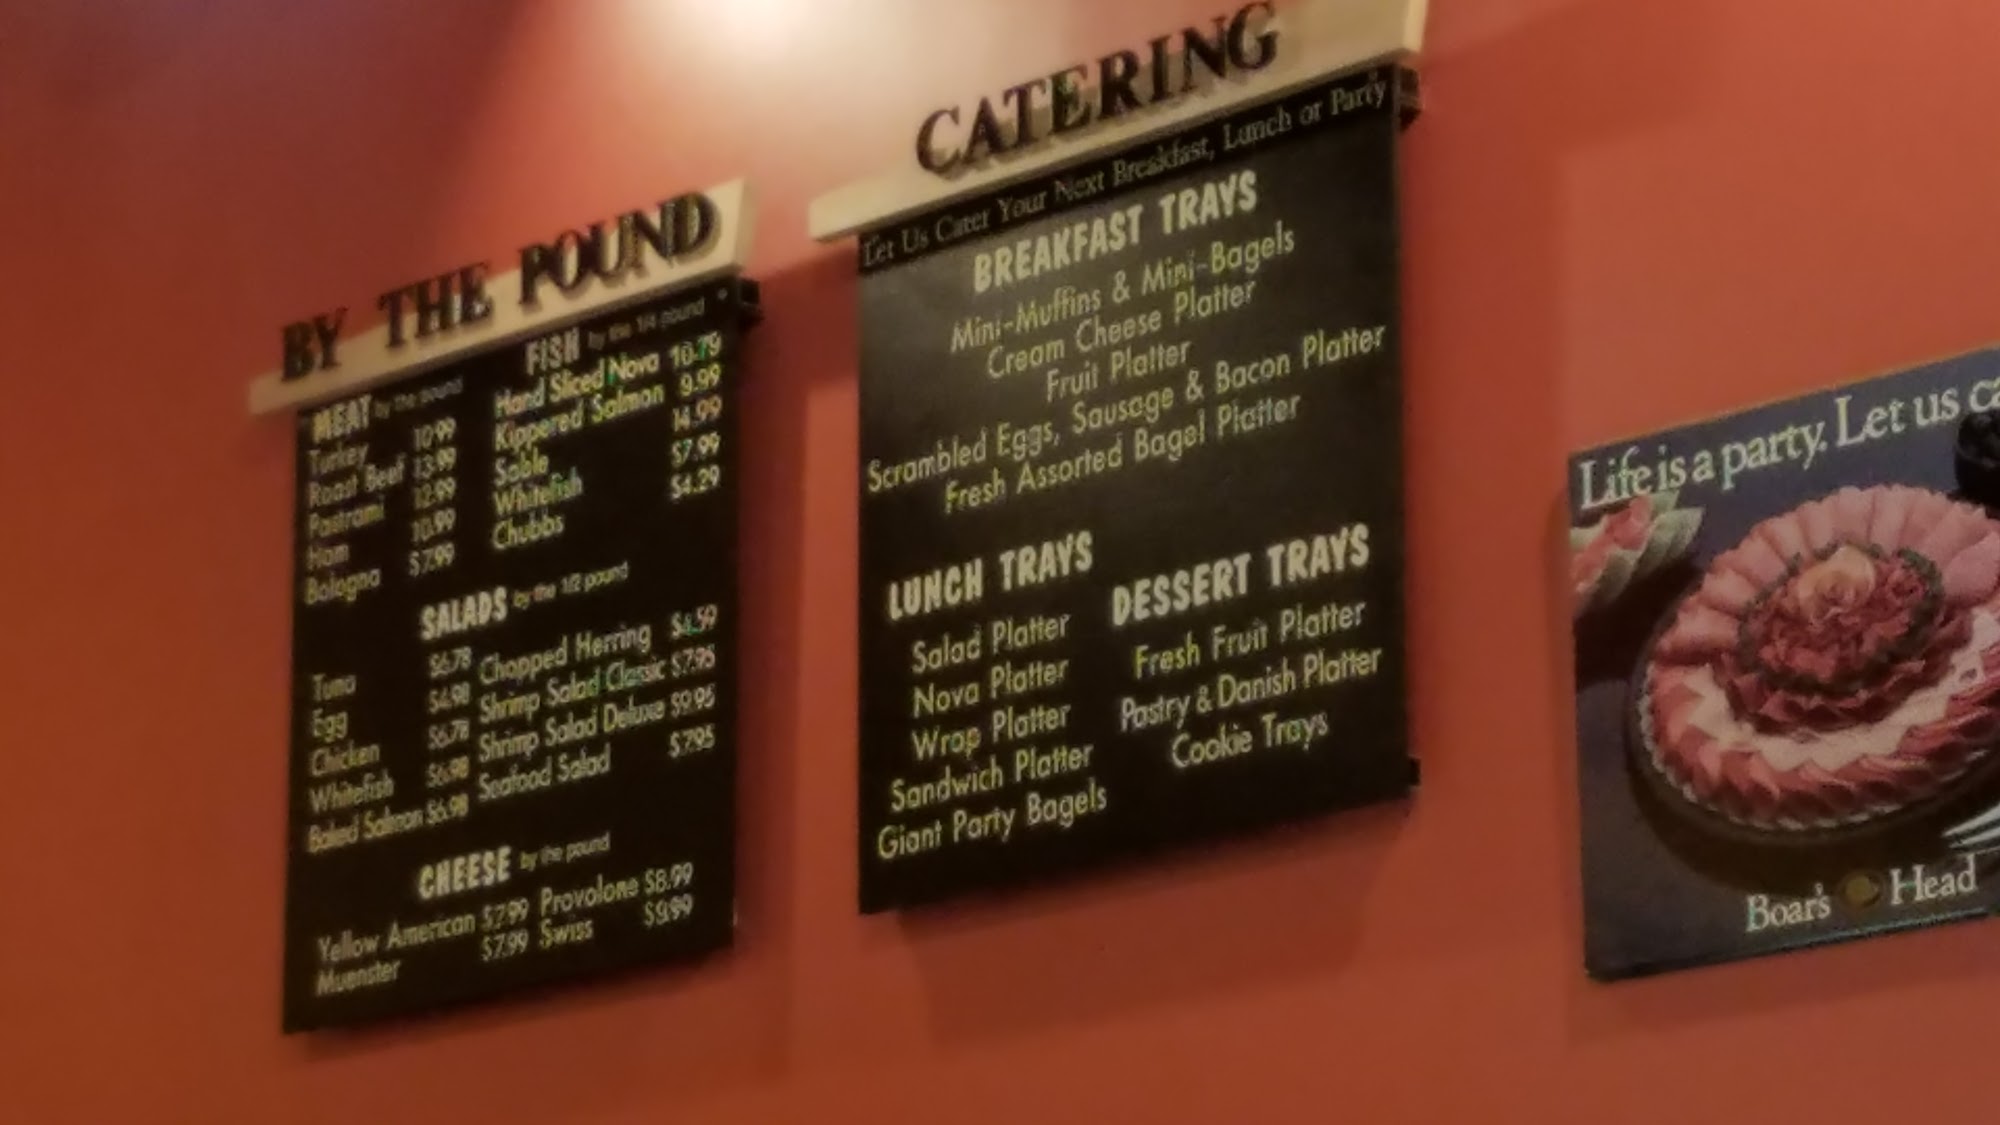 BY THE POUND
MEAT by the pound
Turkey 10.99
Roast Beef 13.99
Pastrami 12.99
Ham 10.99
Bologna $7.99
FISH by the 1/4 pound
Hand Sliced Nova 10.79
Kippered Salmon 9.99
Sable 14.99
Whitefish $7.99
Chubbs $4.29
SALADS by the 1/2 pound
Tuna $6.78
Egg $4.98
Chicken $6.78
Whitefish $6.98
Baked Salmon $6.98
Chopped Herring
Shrimp Salad Classic $7.95
Shrimp Salad Deluxe $9.95
Seafood Salad $7.95
CHEESE by the pound
Yellow American $7.99
Muenster $7.99
Provolone $8.99
Swiss $9.99
CATERING
Let Us Cater Your Next Breakfast, Lunch or Party
BREAKFAST TRAYS
Mini-Muffins & Mini-Bagels
Cream Cheese Platter
Fruit Platter
Scrambled Eggs, Sausage & Bacon Platter
Fresh Assorted Bagel Platter
LUNCH TRAYS
Salad Platter
Nova Platter
Wrap Platter
Sandwich Platter
Giant Party Bagels
DESSERT TRAYS
Fresh Fruit Platter
Pastry & Danish Platter
Cookie Trays
Life is a party. Let us ca
Boar's Head